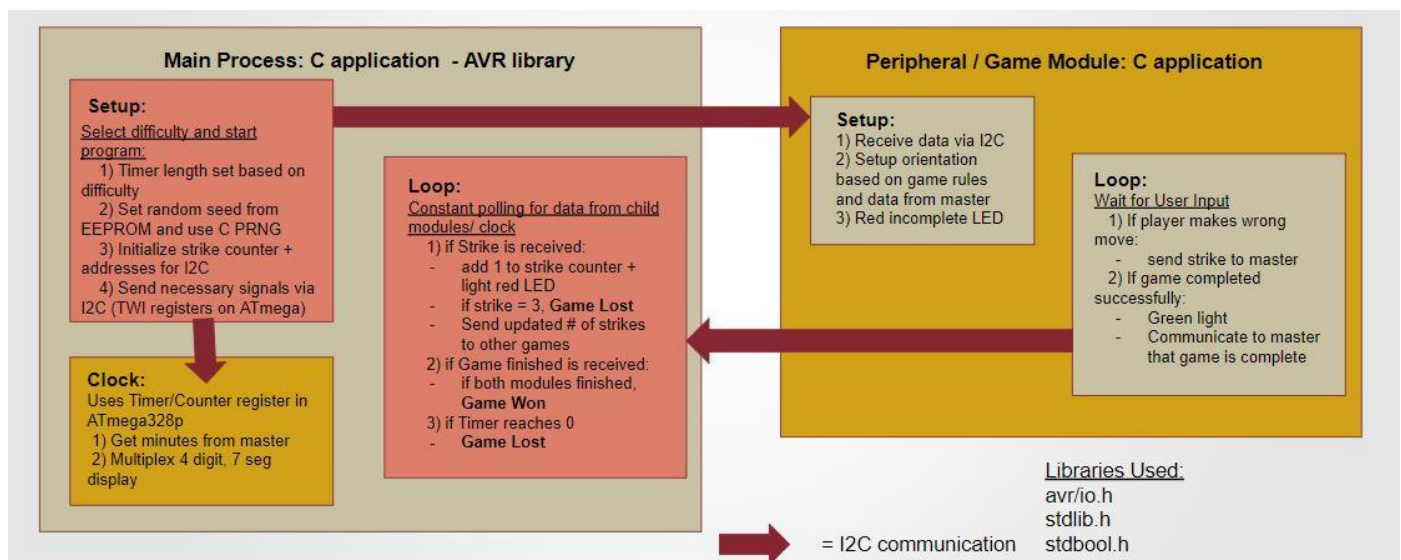 Main Process: C application - AVR library
Setup:
Select difficulty and start
program:
1) Timer length set based on
difficulty
2) Set random seed from
EEPROM and use C PRNG
3) Initialize strike counter +
addresses for I2C
4) Send necessary signals via
I2C (TWI registers on ATmega)
Clock:
Uses Timer/Counter register in
ATmega328p
1) Get minutes from master
2) Multiplex 4 digit, 7 seg
display
Loop:
Constant polling for data from child
modules/ clock
1) if Strike is received:
- add 1 to strike counter +
light red LED
- if strike = 3, Game Lost
- Send updated # of strikes
to other games
2) if Game finished is received:
- if both modules finished,
Game Won
3) if Timer reaches 0
- Game Lost
Peripheral / Game Module: C application
Setup:
1) Receive data via I2C
2) Setup orientation
based on game rules
and data from master
3) Red incomplete LED
Loop:
Wait for User Input
1) If player makes wrong
move:
- send strike to master
2) If game completed
successfully:
- Green light
- Communicate to master
that game is complete
= I2C communication
Libraries Used:
avr/io.h
stdlib.h
stdbool.h